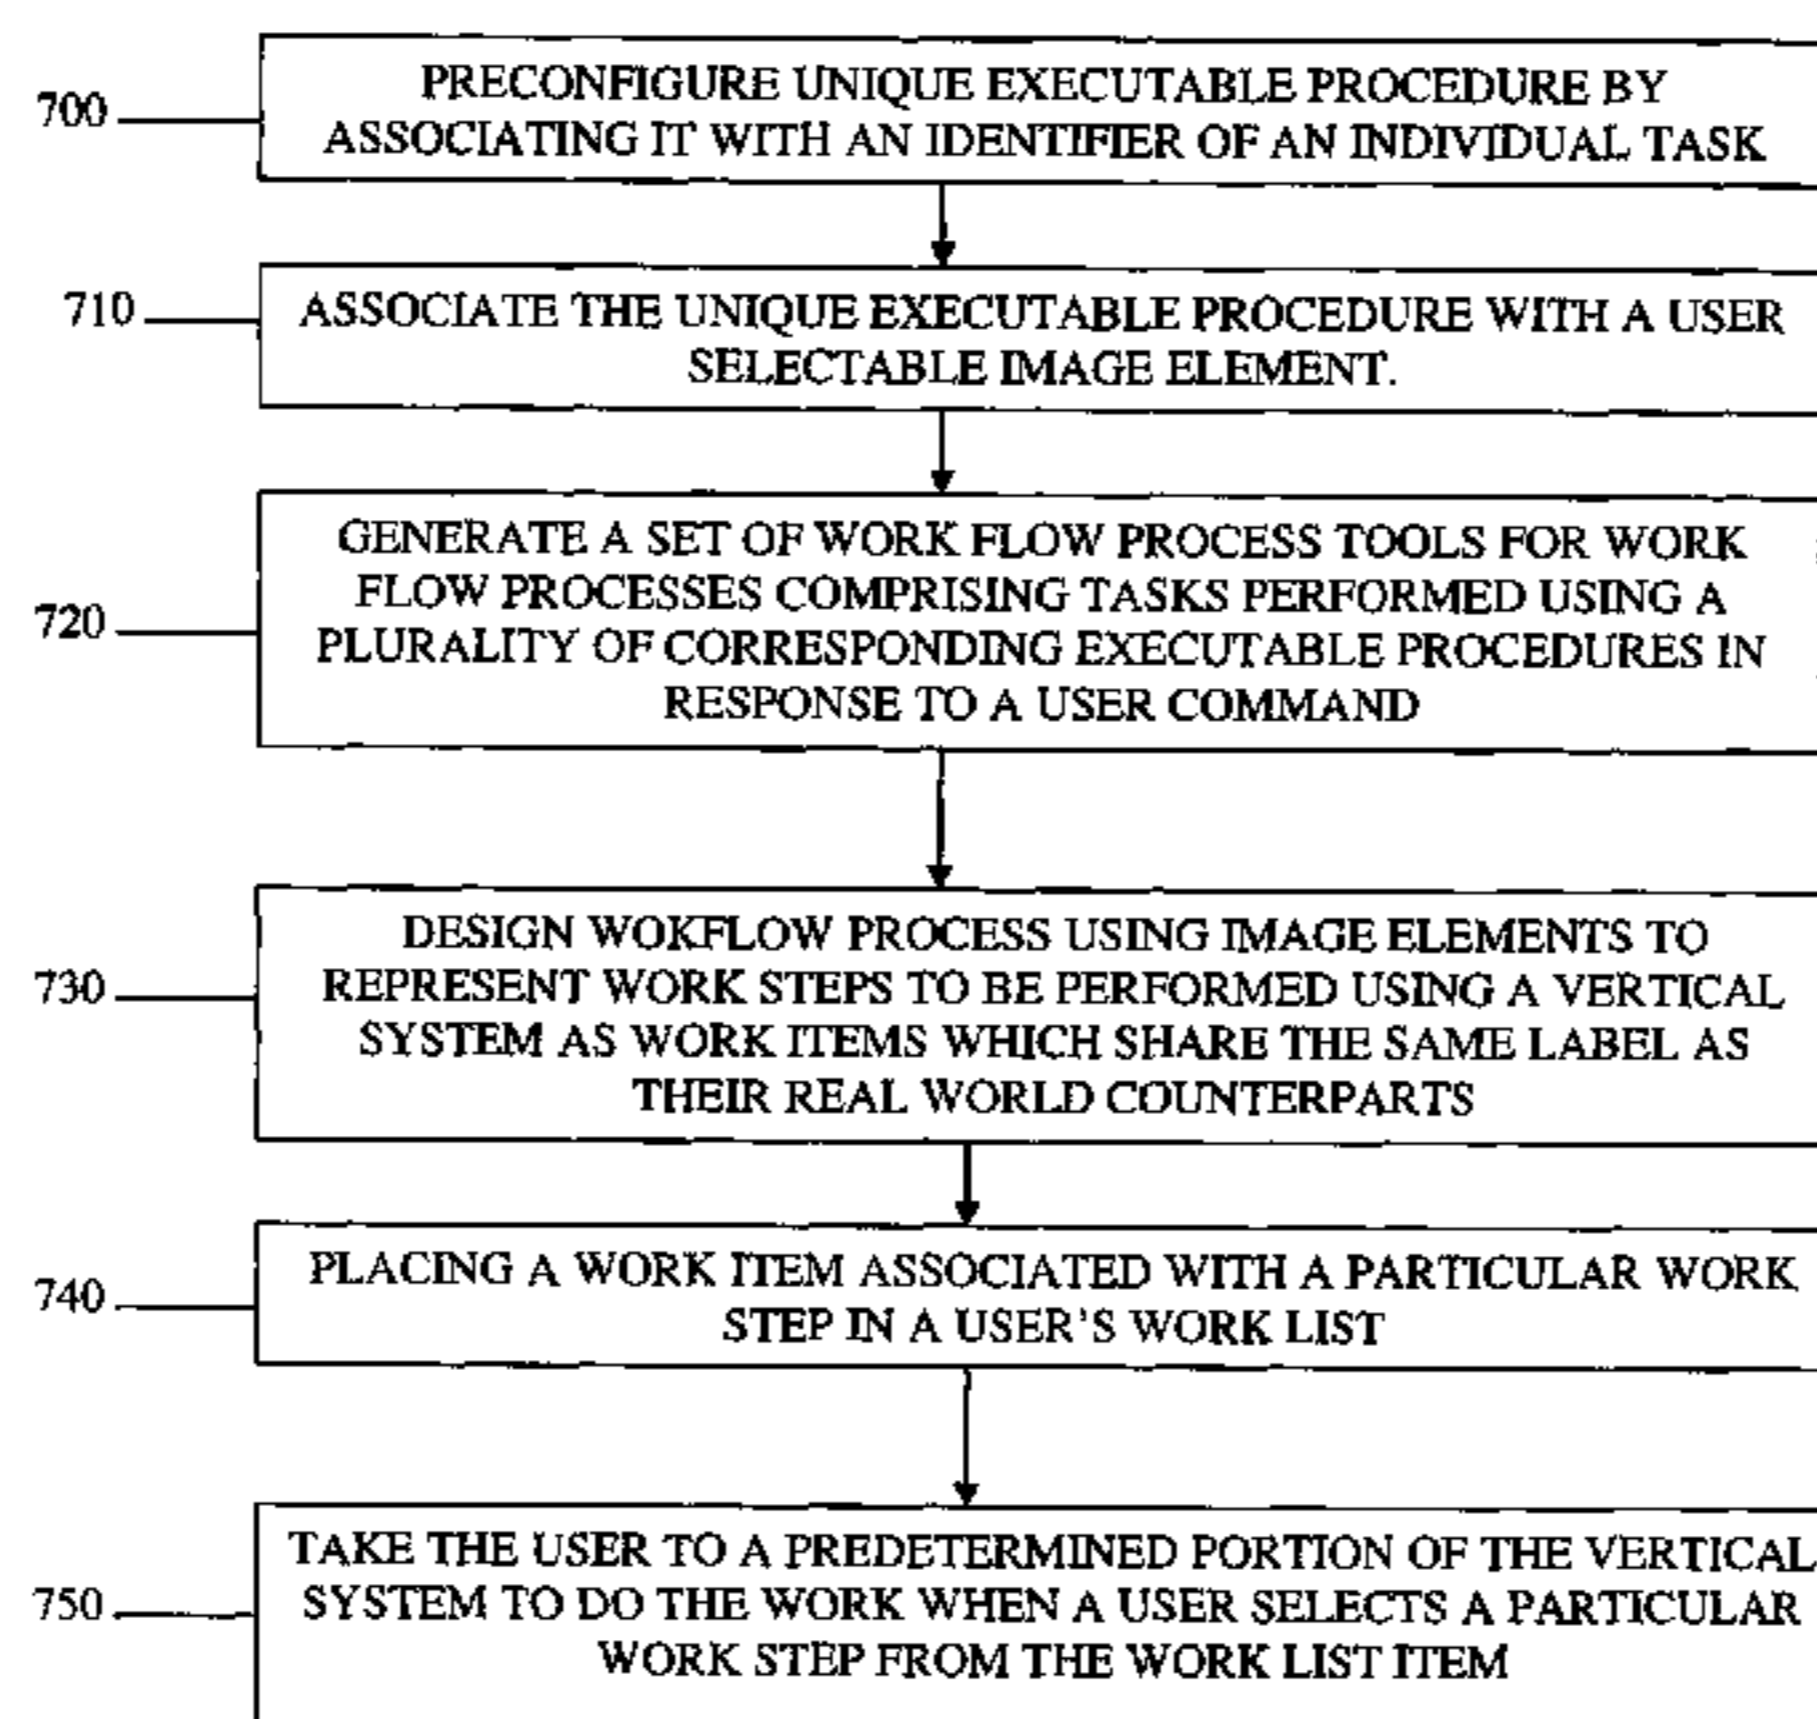 700
PRECONFIGURE UNIQUE EXECUTABLE PROCEDURE BY
ASSOCIATING IT WITH AN IDENTIFIER OF AN INDIVIDUAL TASK
710
ASSOCIATE THE UNIQUE EXECUTABLE PROCEDURE WITH A USER
SELECTABLE IMAGE ELEMENT.
720
GENERATE A SET OF WORK FLOW PROCESS TOOLS FOR WORK
FLOW PROCESSES COMPRISING TASKS PERFORMED USING A
PLURALITY OF CORRESPONDING EXECUTABLE PROCEDURES IN
RESPONSE TO A USER COMMAND
730
DESIGN WOKFLOW PROCESS USING IMAGE ELEMENTS TO
REPRESENT WORK STEPS TO BE PERFORMED USING A VERTICAL
SYSTEM AS WORK ITEMS WHICH SHARE THE SAME LABEL AS
THEIR REAL WORLD COUNTERPARTS
740
PLACING A WORK ITEM ASSOCIATED WITH A PARTICULAR WORK
STEP IN A USER'S WORK LIST
750
TAKE THE USER TO A PREDETERMINED PORTION OF THE VERTICAL
SYSTEM TO DO THE WORK WHEN A USER SELECTS A PARTICULAR
WORK STEP FROM THE WORK LIST ITEM